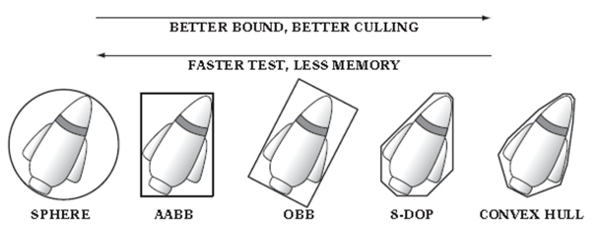 BETTER BOUND, BETTER CULLING
FASTER TEST, LESS MEMORY
SPHERE
AABB
OBB
8-DOP
CONVEX HULL